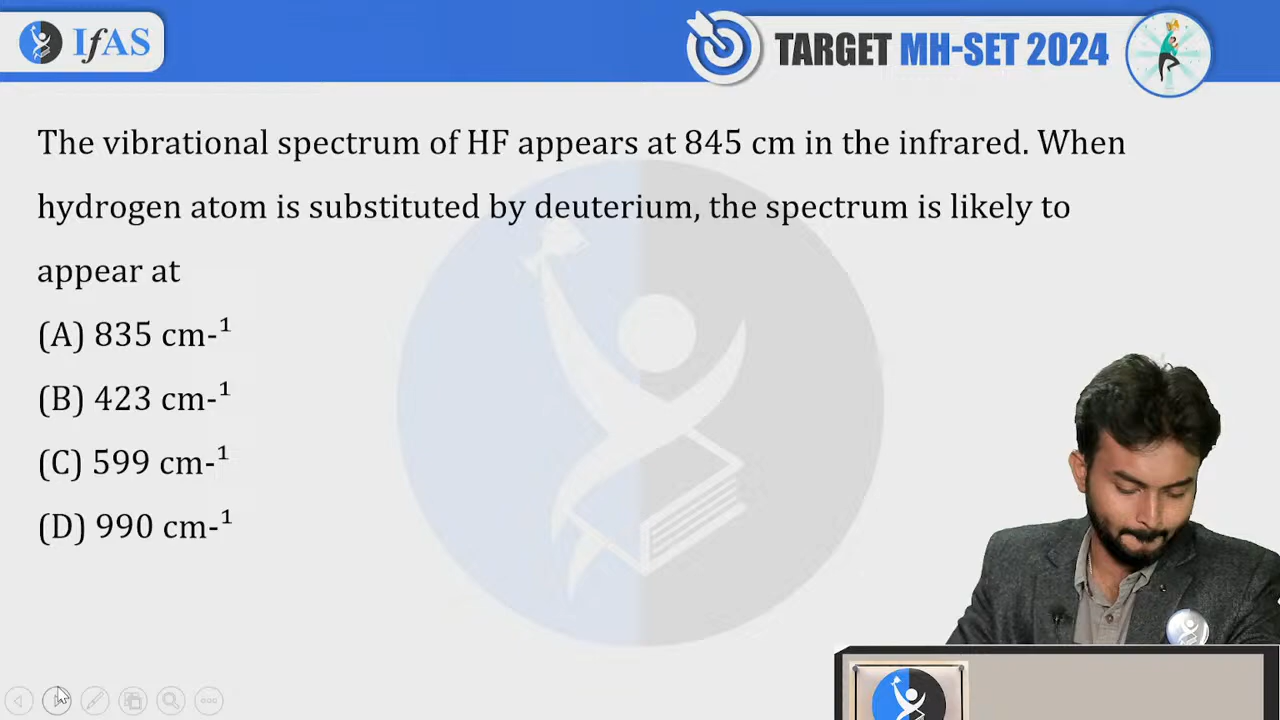 IfAS
TARGET MH-SET 2024
The vibrational spectrum of HF appears at 845 cm in the infrared. When
hydrogen atom is substituted by deuterium, the spectrum is likely to
appear at
(A) 835 cm-¹
(B) 423 cm-¹
(C) 599 cm-¹
(D) 990 cm-¹